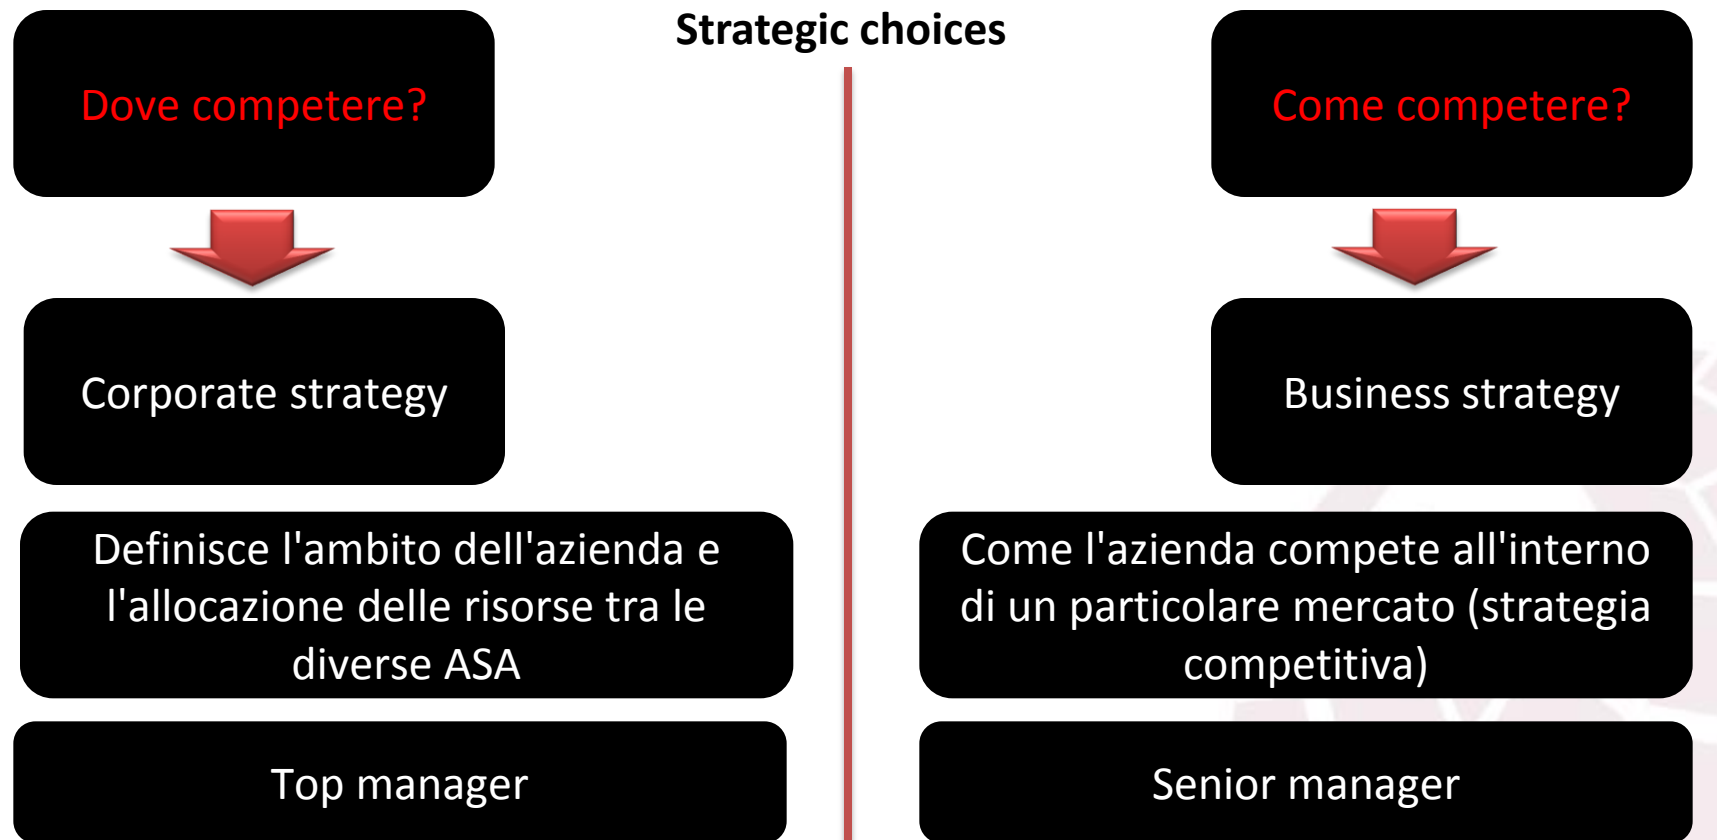 Strategic choices
Dove competere?
Corporate strategy
Definisce l'ambito dell'azienda e
l'allocazione delle risorse tra le
diverse ASA
Top manager
Come competere?
Business strategy
Come l'azienda compete all'interno
di un particolare mercato (strategia
competitiva)
Senior manager